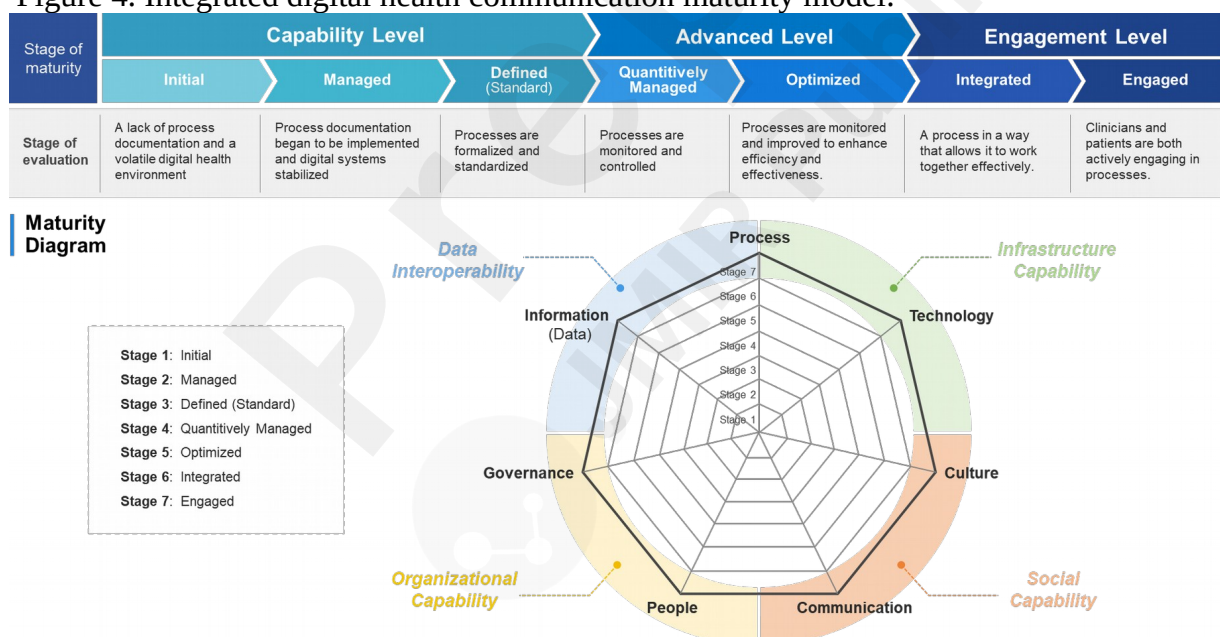 Figure 4. Integrated digital health communication maturity model.
Stage of
maturity
Capability Level
Advanced Level
Engagement Level
Initial
Managed
Defined
(Standard)
Quantitively
Managed
Optimized
Integrated
Engaged
Stage of
evaluation
A lack of process
documentation and a
volatile digital health
environment
Process documentation
began to be implemented
and digital systems
stabilized
Processes are
formalized and
standardized
Processes are
monitored and
controlled
Processes are monitored
and improved to enhance
efficiency and
effectiveness.
A process in a way
that allows it to work
together effectively.
Clinicians and
patients are both
actively engaging in
processes.
Maturity
Diagram
Stage 1: Initial
Stage 2: Managed
Stage 3: Defined (Standard)
Stage 4: Quantitively Managed
Stage 5: Optimized
Stage 6: Integrated
Stage 7: Engaged
Data
Interoperability
Process
Infrastructure
Capability
Stage 7
Stage 6
Stage 5
Stage 4
Stage 3
Stage 2
Stage 1
Information
(Data)
Technology
Governance
Culture
Organizational
Capability
People
Communication
Social
Capability